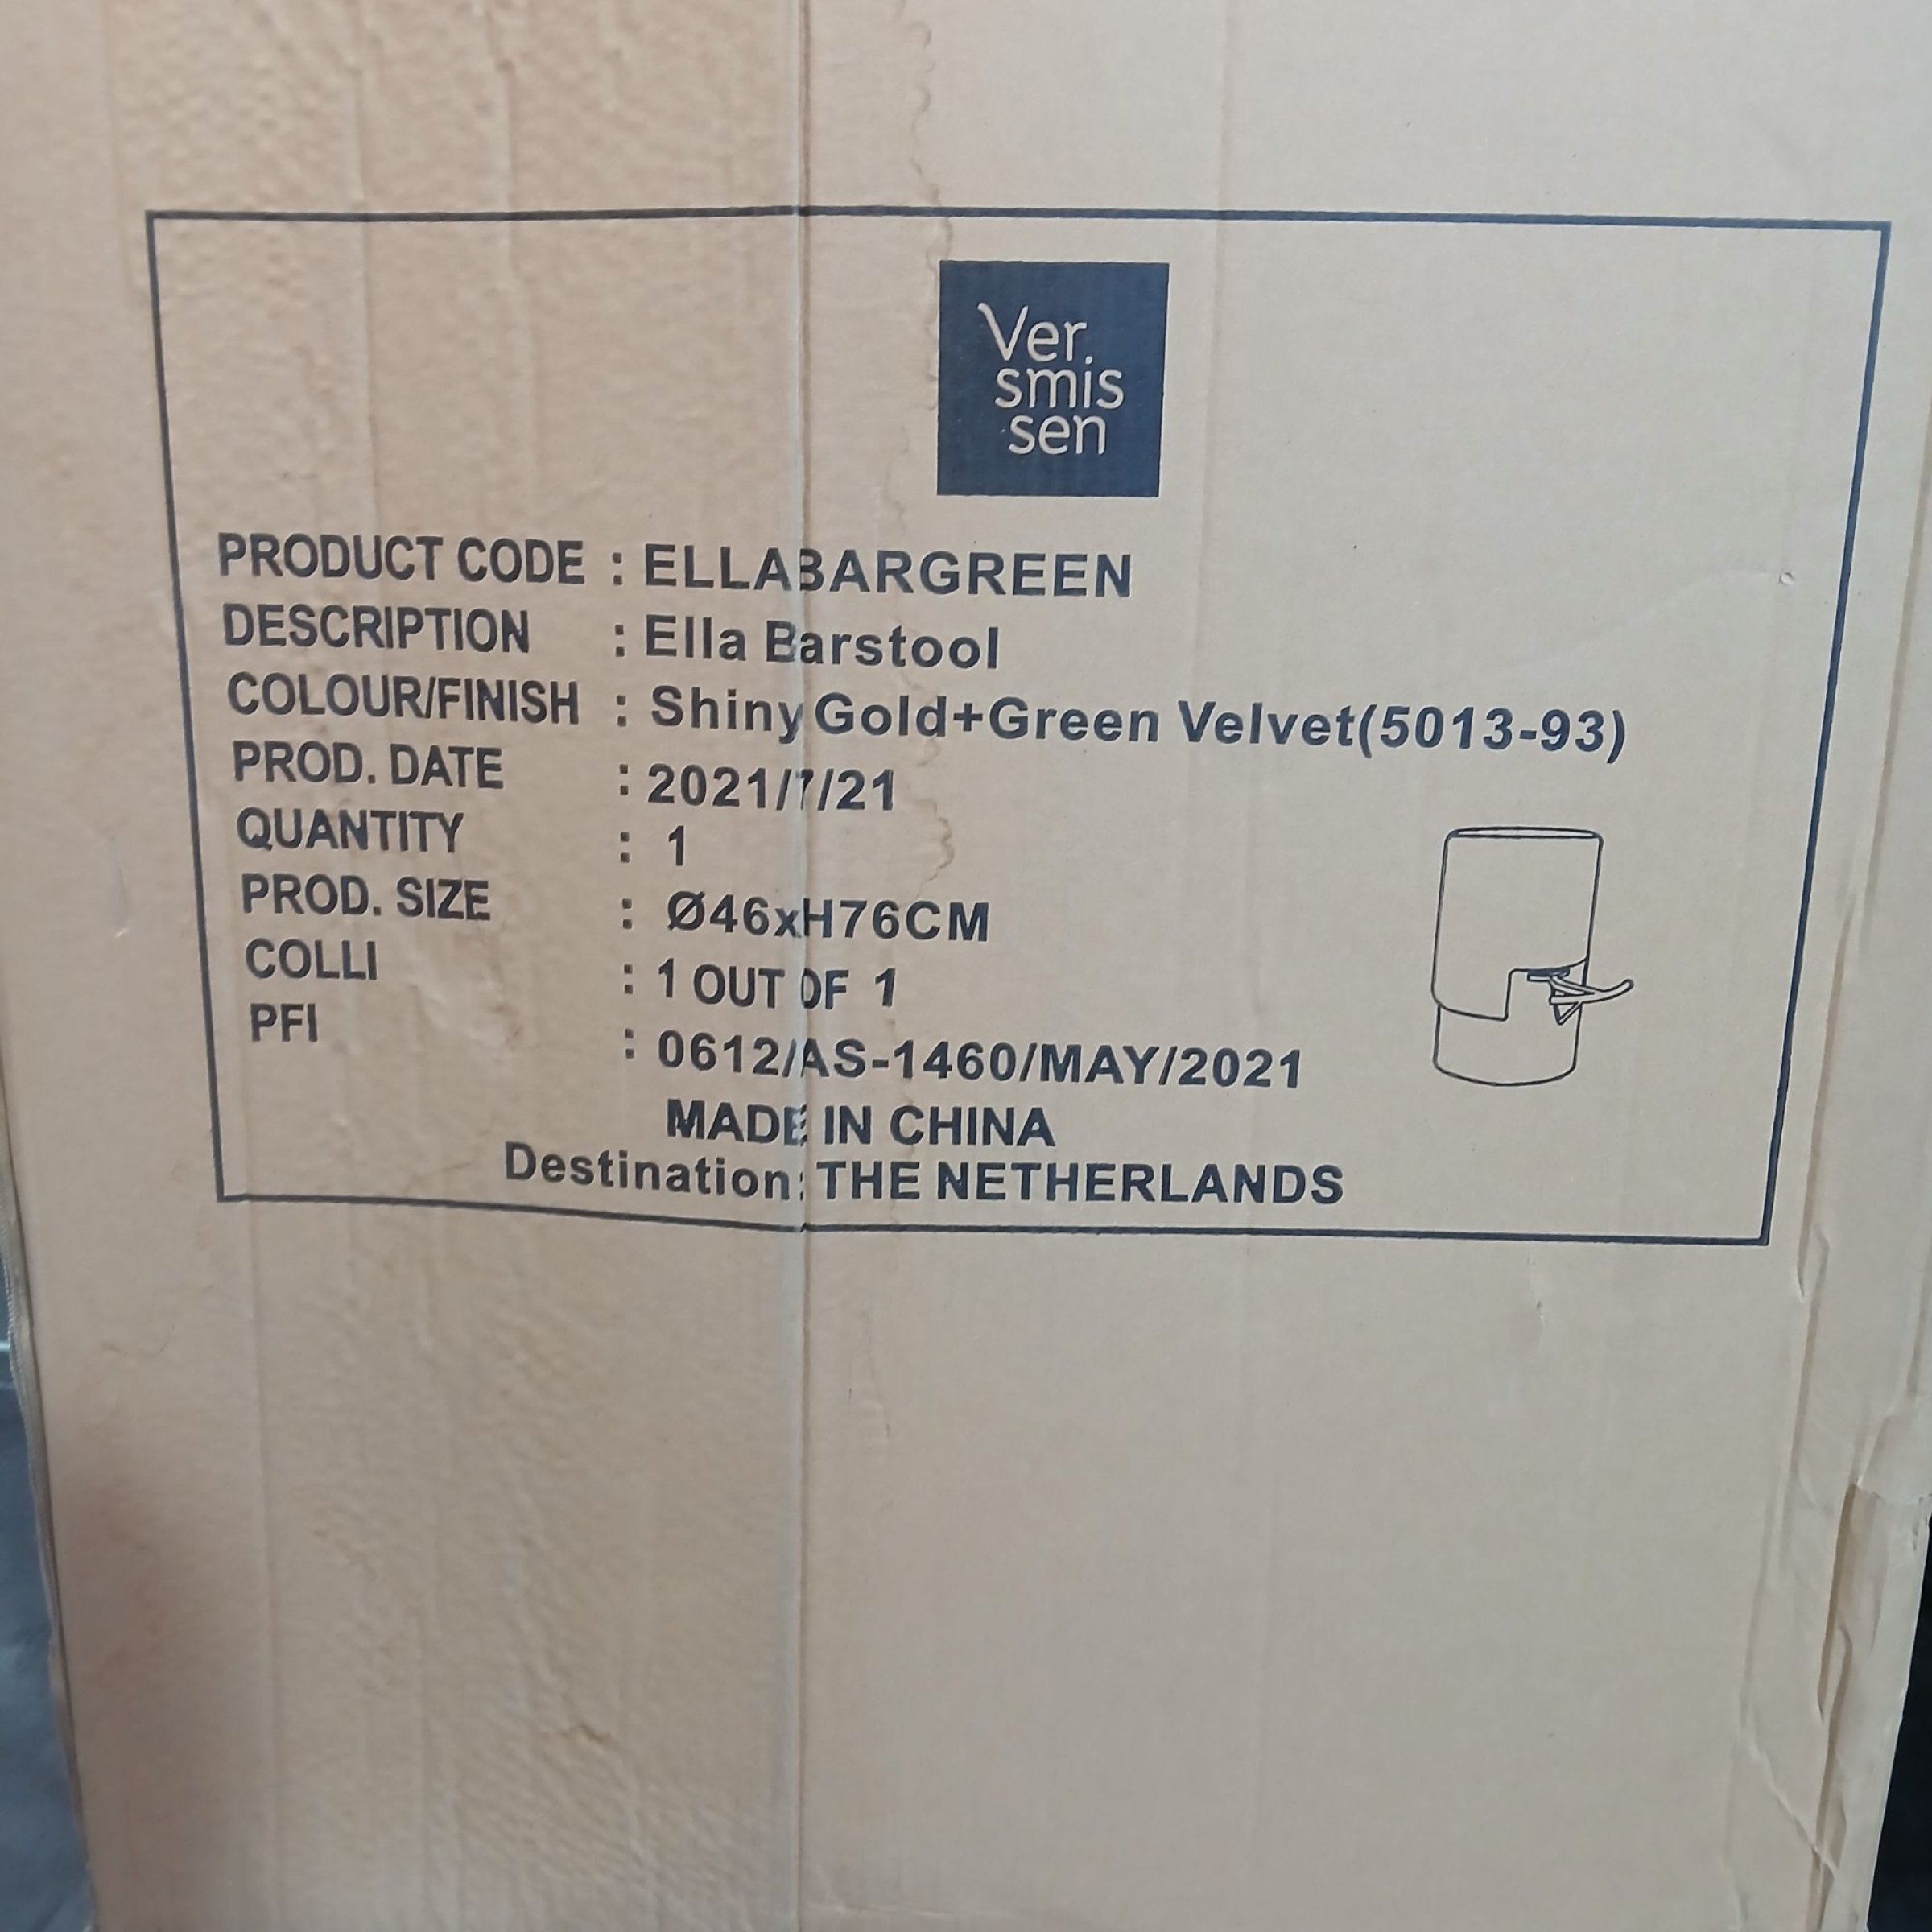 Ver.
smis
sen
PRODUCT CODE : ELLABARGREEN
DESCRIPTION : Ella Barstool
COLOUR/FINISH : Shiny Gold+Green Velvet(5013-93)
PROD. DATE : 2021/7/21
QUANTITY : 1
PROD. SIZE : Ø46xH76CM
COLLI : 1 OUT OF 1
PFI : 0612/AS-1460/MAY/2021
MADE IN CHINA
Destination: THE NETHERLANDS